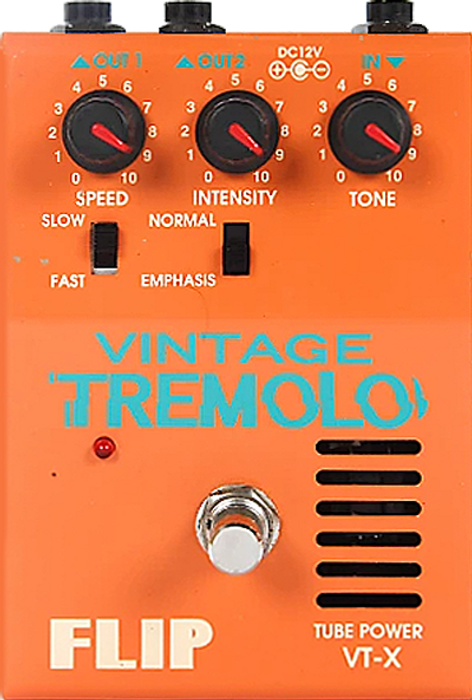 ▲OUT 1 ▲OUT2 DC12V IN▼
+ −
0 1 2 3 4 5 6 7 8 9 10
0 1 2 3 4 5 6 7 8 9 10
0 1 2 3 4 5 6 7 8 9 10
SPEED INTENSITY TONE
SLOW NORMAL
FAST EMPHASIS
VINTAGE
TREMOLO
TUBE POWER
FLIP VT-X